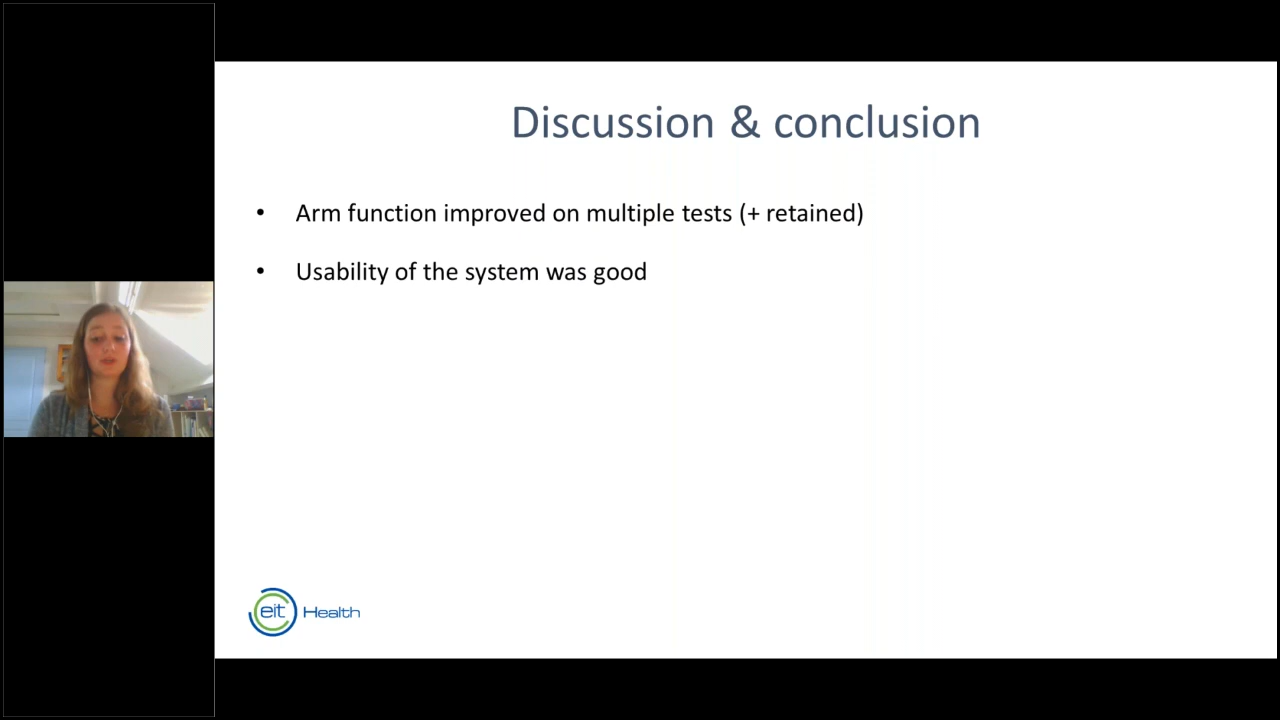 Discussion & conclusion
• Arm function improved on multiple tests (+ retained)
• Usability of the system was good
eit Health